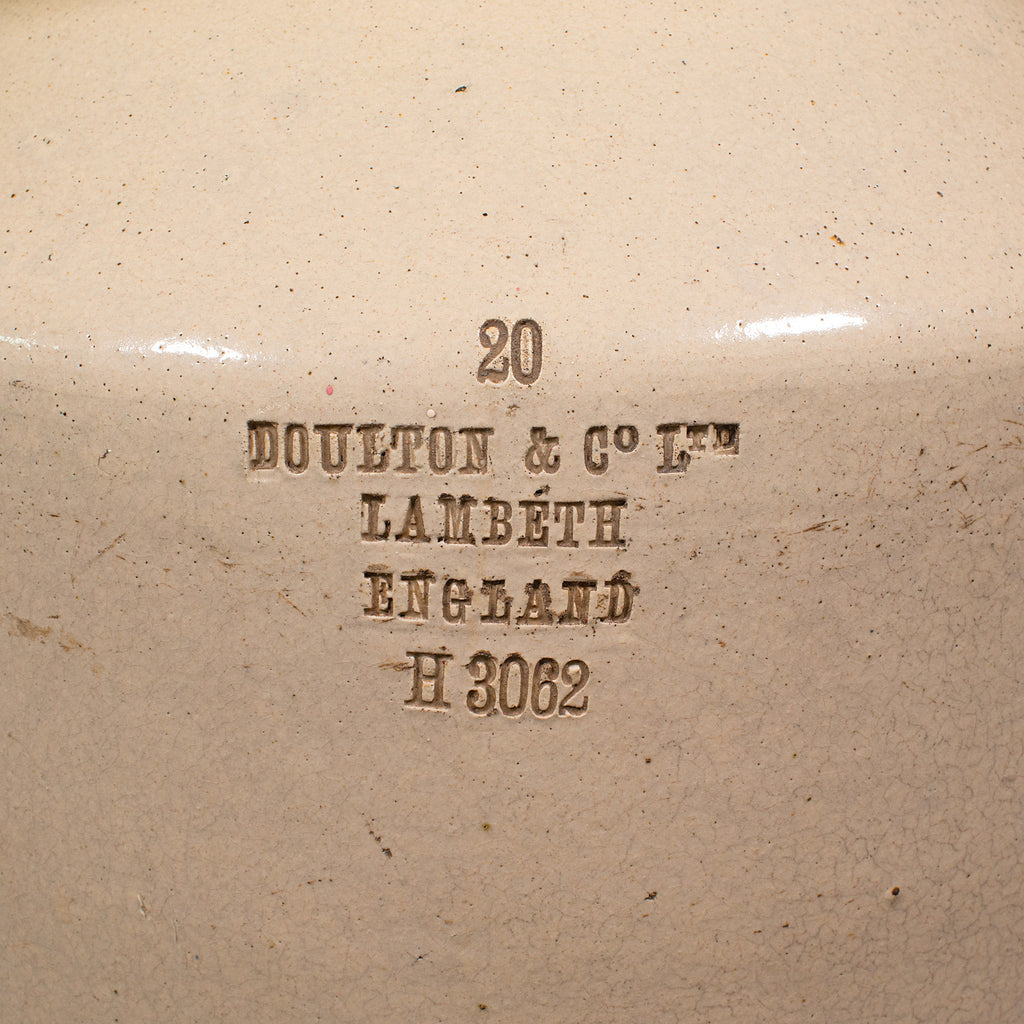 20
DOULTON & Cº LTD
LAMBETH
ENGLAND
H 3062